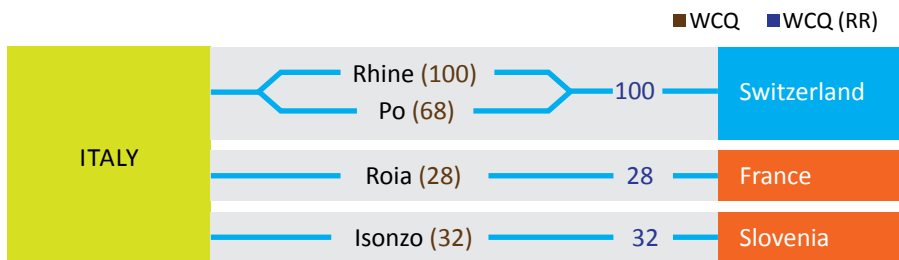 WCQ WCQ (RR)
ITALY
Rhine (100)
Po (68)
100
Switzerland
Roia (28) 28 France
Isonzo (32) 32 Slovenia